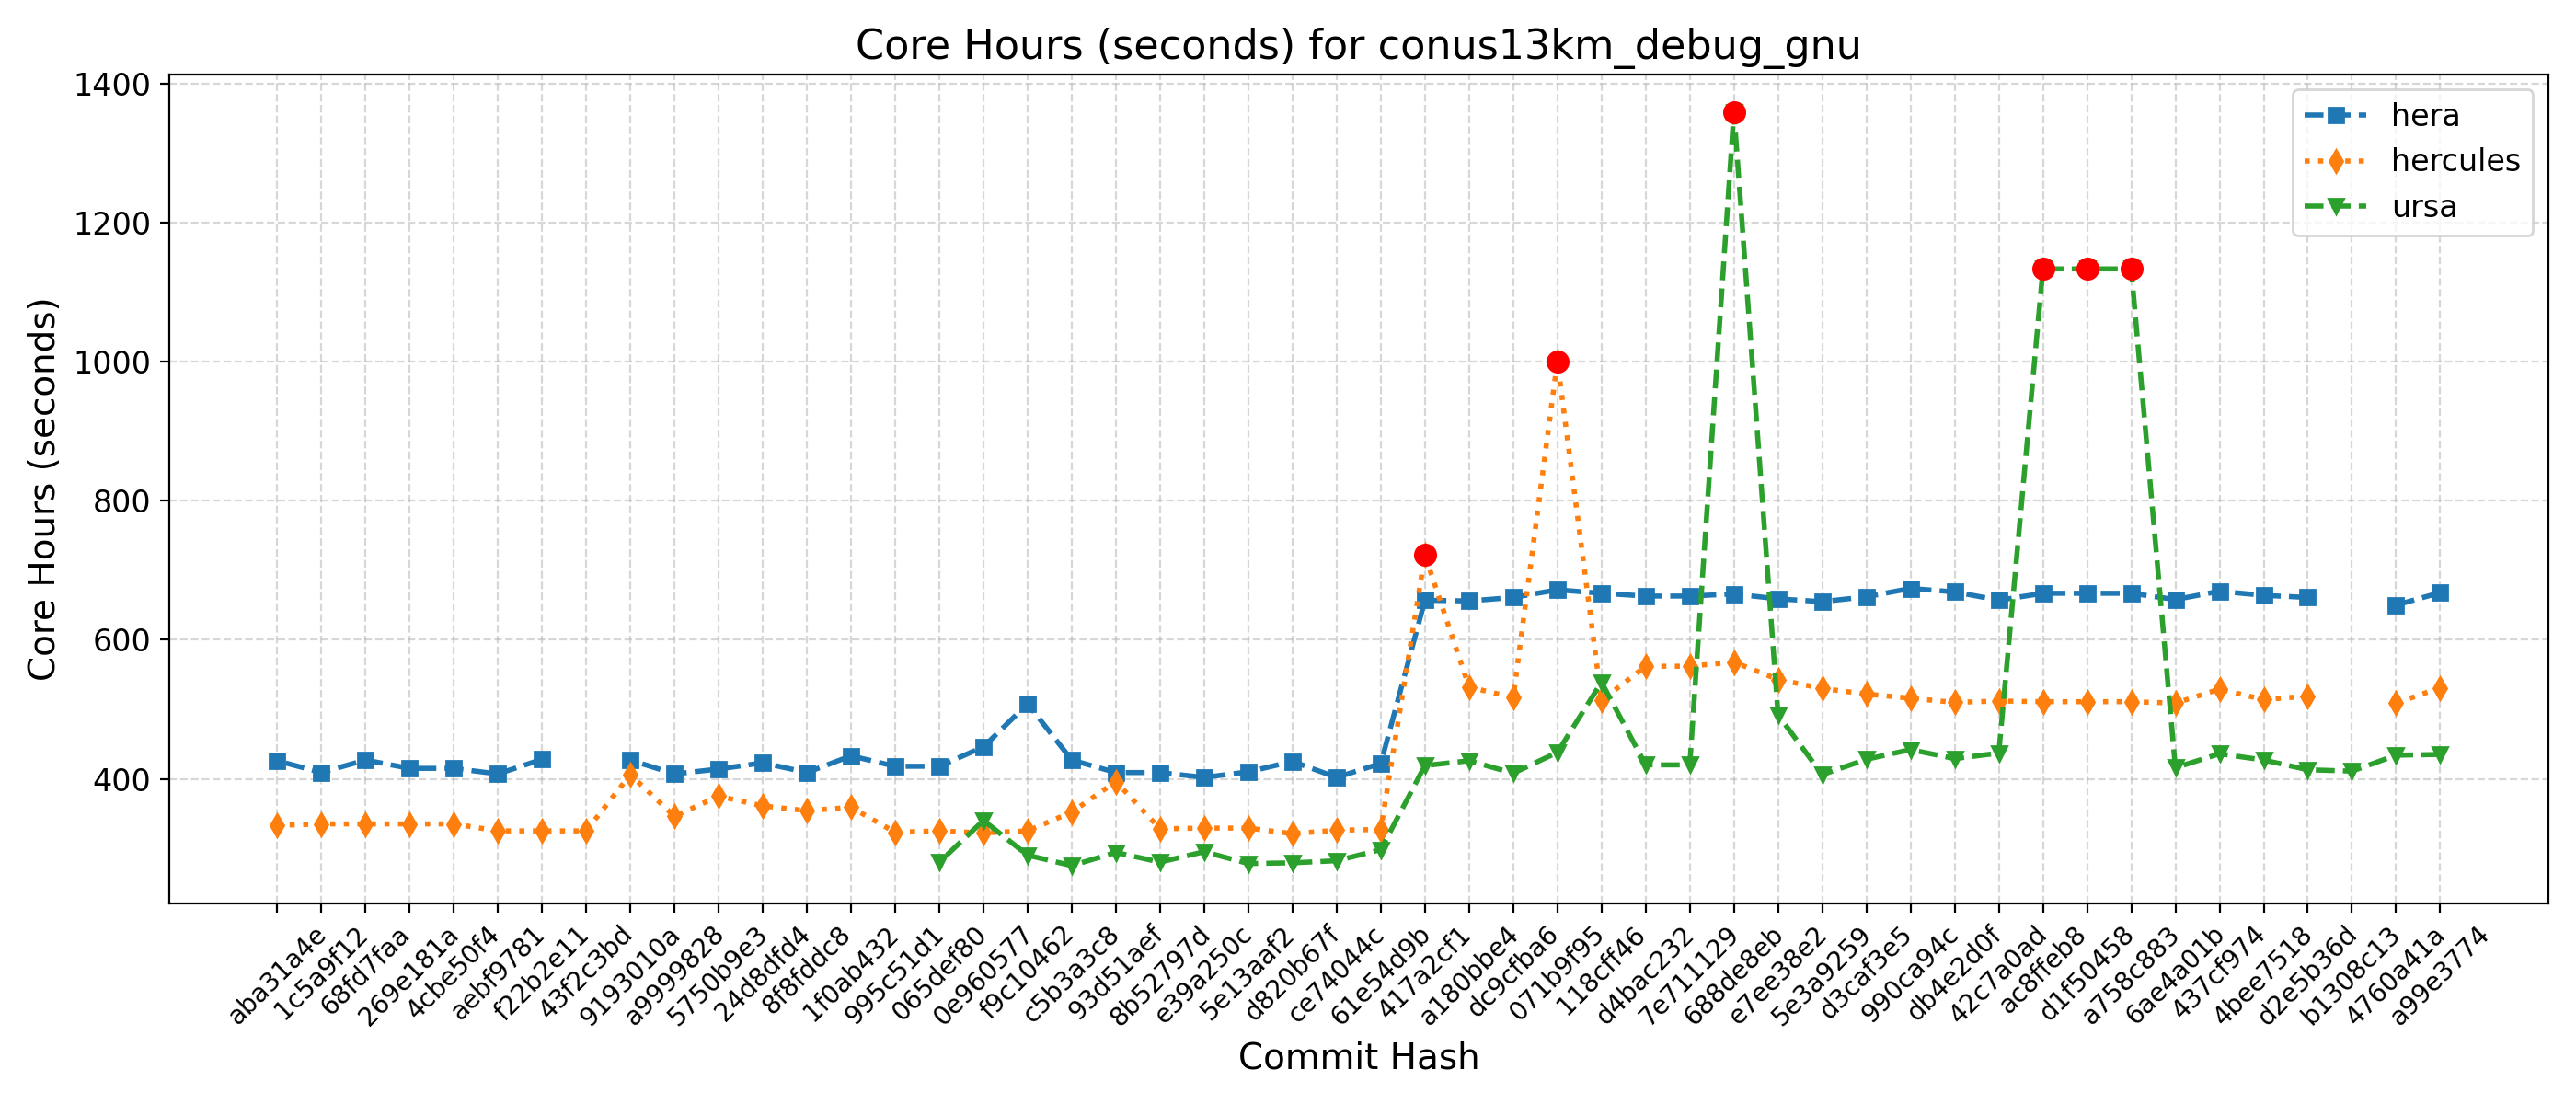 Core Hours (seconds) for conus13km_debug_gnu
1400
1200
1000
800
600
400
Core Hours (seconds)
hera
hercules
ursa
aba31a4e
1c5a9f12
68fd7faa
269e181a
4cbe50f4
aebf9781
f22b2e11
43f2c3bd
9193010a
a9999828
5750b9e3
24d8dfd4
8f8fddc8
1f0ab432
995c51d1
065def80
0e960577
f9c10462
c5b3a3c8
93d51aef
8b52797d
e39a250c
5e13aaf2
d820b67f
ce74044c
61e54d9b
417a2cf1
a180bbe4
dc9cfba6
071b9f95
118cff46
d4bac232
7e711129
688de8eb
e7ee38e2
5e3a9259
d3caf3e5
990ca94c
db4e2d0f
42c7a0ad
ac8ffeb8
d1f50458
a758c883
6ae4a01b
437cf974
4bee7518
d2e5b36d
b1308c13
4760a41a
a99e3774
Commit Hash